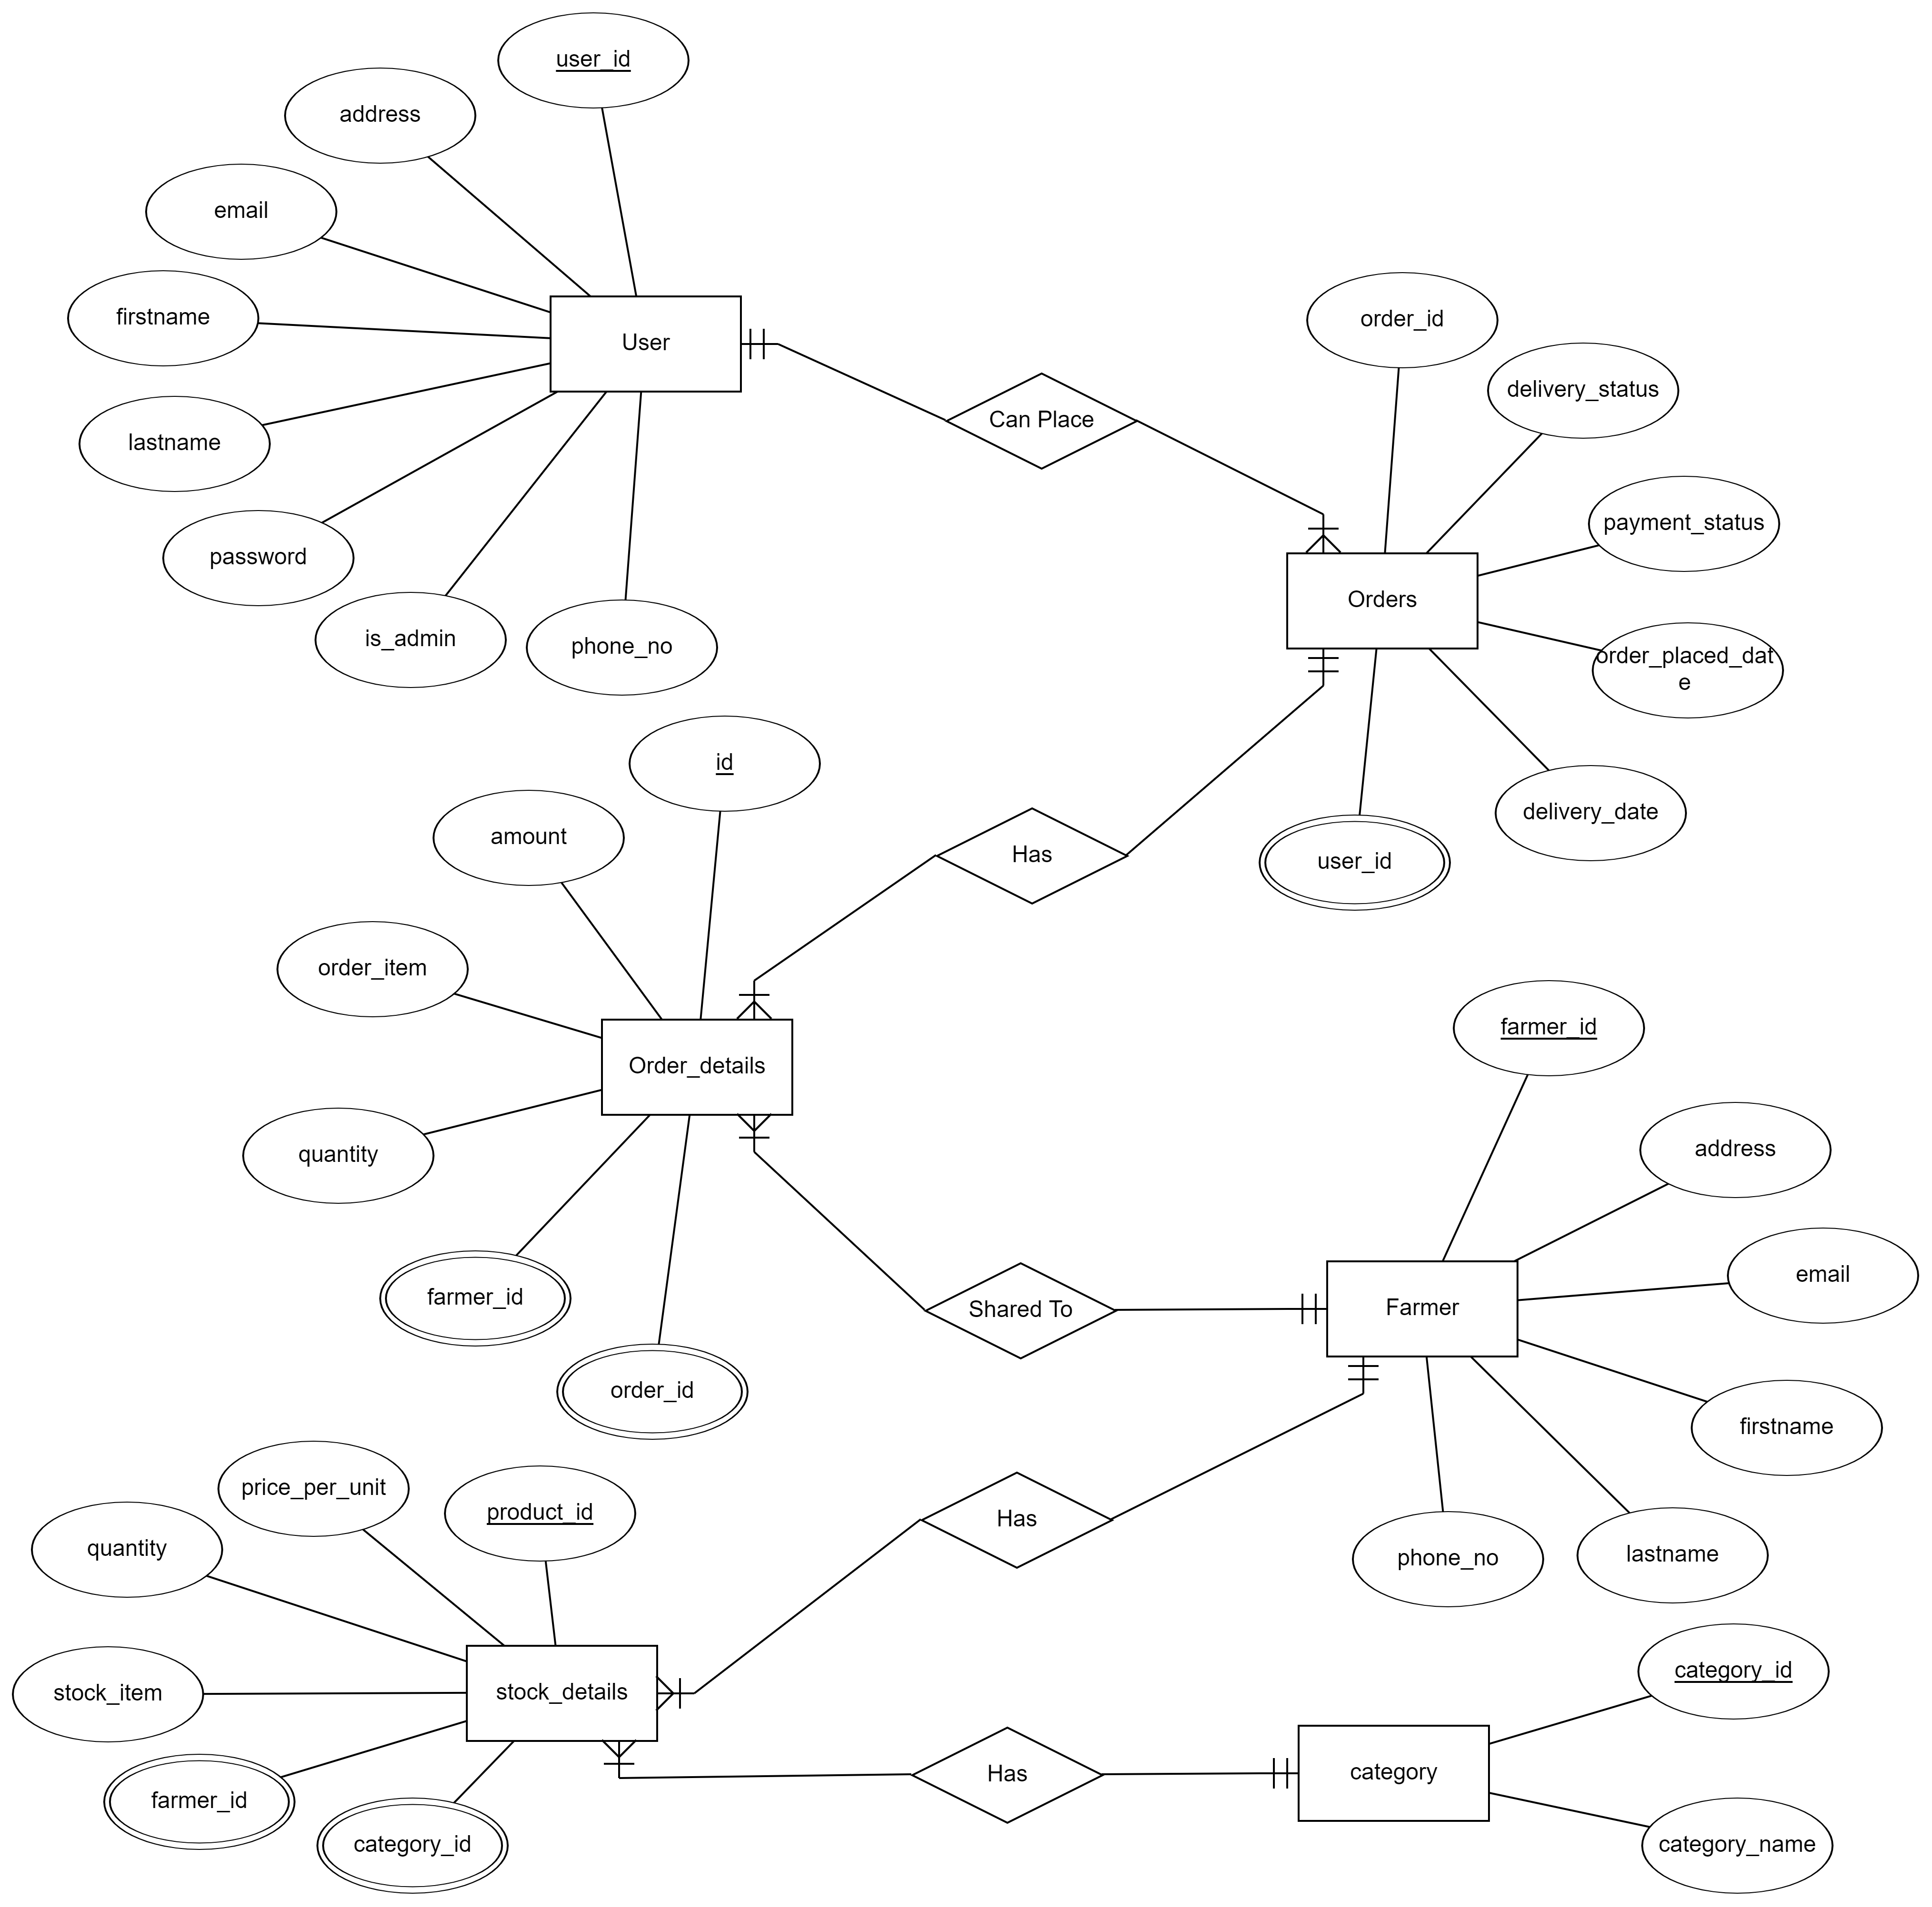 user_id
address
email
firstname
lastname
password
is_admin
phone_no
User
Can Place
order_id
delivery_status
payment_status
order_placed_dat
e
delivery_date
user_id
Orders
Has
id
amount
order_item
quantity
farmer_id
order_id
Order_details
Shared To
farmer_id
address
email
firstname
lastname
phone_no
Farmer
Has
price_per_unit
product_id
quantity
stock_item
farmer_id
category_id
stock_details
Has
category
category_id
category_name